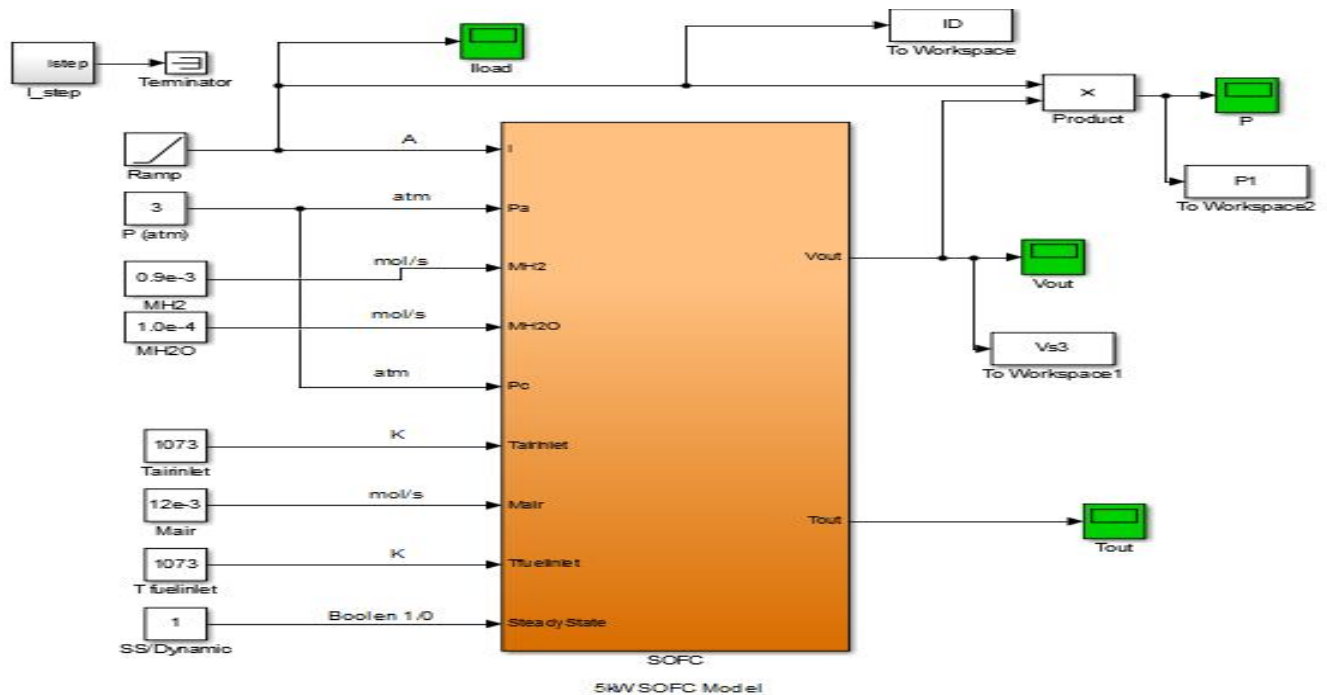 Istep
I_step
Terminator
Iload
ID
To Workspace
×
Product
P
P1
To Workspace2
Ramp
A
I
3
P (atm)
atm
Pa
0.9e-3
MH2
mol/s
MH2
1.0e-4
MH2O
mol/s
MH2O
atm
Pc
Vout
Vout
Vs3
To Workspace1
1073
Tairinlet
K
Tairinlet
12e-3
Mair
mol/s
Mair
Tout
Tout
1073
T fuelinlet
K
Tfuelinlet
1
SS/Dynamic
Boolen 1/0
Steady State
SOFC
5kW SOFC Model